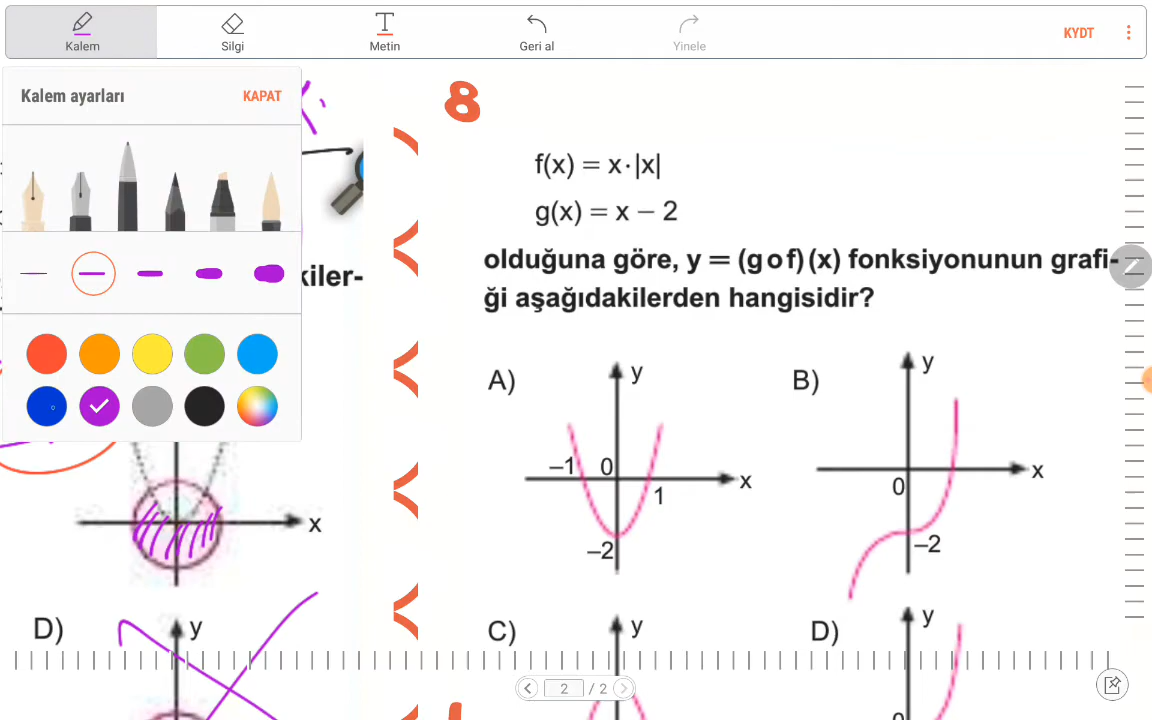 Kalem
Silgi
Metin
Geri al
Yinele
KYDT
Kalem ayarları
KAPAT
kiler-
x
D)
y
8
f(x) = x·|x|
g(x) = x − 2
olduğuna göre, y = (gof)(x) fonksiyonunun grafi-
ği aşağıdakilerden hangisidir?
A)
y
−1
0
1
x
−2
B)
y
0
x
−2
C)
y
D)
y
0
2 / 2